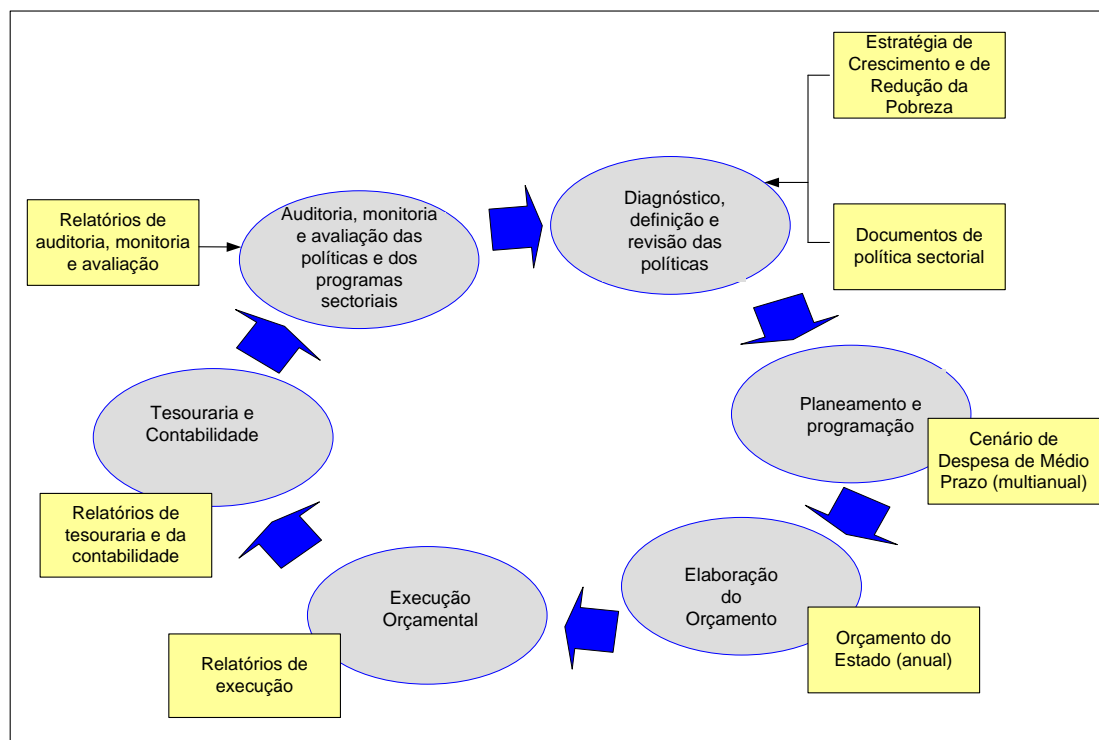 Estratégia de
Crescimento e de
Redução da
Pobreza
Diagnóstico,
definição e
revisão das
políticas
Documentos de
política sectorial
Auditoria, monitoria
e avaliação das
políticas e dos
programas
sectoriais
Relatórios de
auditoria, monitoria
e avaliação
Planeamento e
programação
Cenário de
Despesa de Médio
Prazo (multianual)
Tesouraria e
Contabilidade
Relatórios de
tesouraria e da
contabilidade
Elaboração
do
Orçamento
Orçamento do
Estado (anual)
Execução
Orçamental
Relatórios de
execução